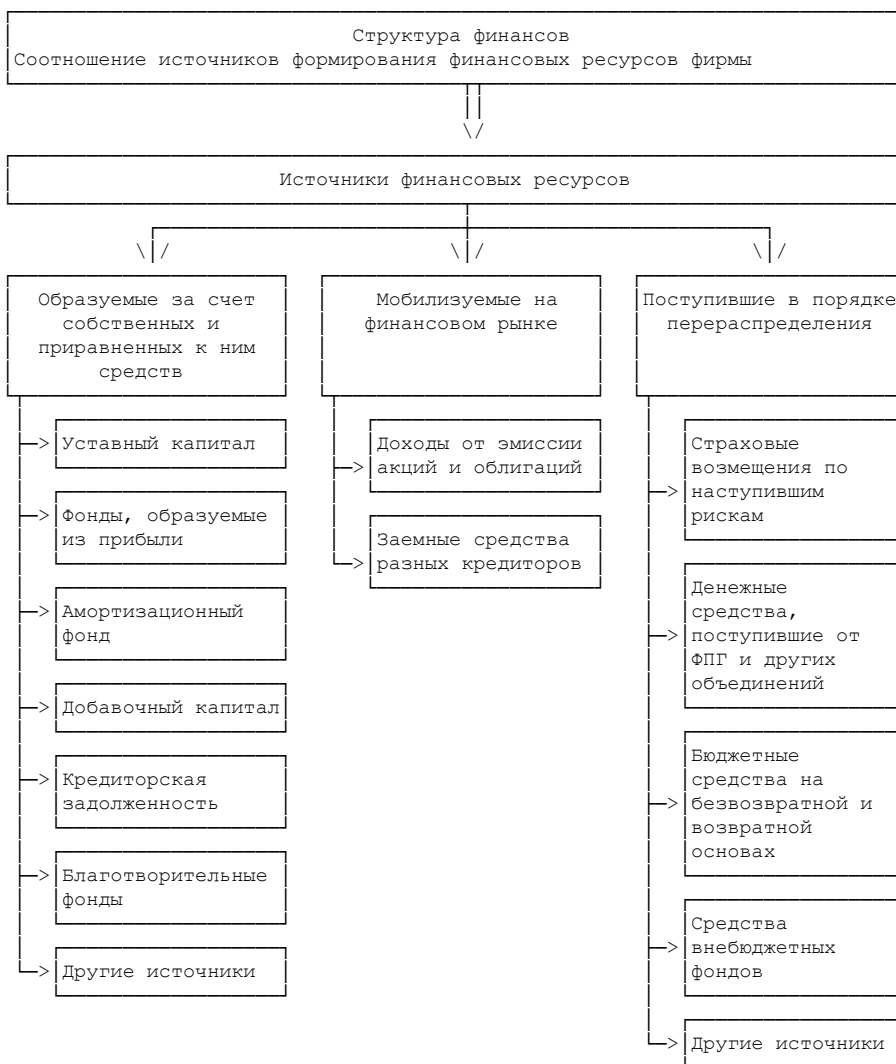 Структура финансов
Соотношение источников формирования финансовых ресурсов фирмы
Источники финансовых ресурсов
Образуемые за счет
собственных и
приравненных к ним
средств
Уставный капитал
Фонды, образуемые
из прибыли
Амортизационный
фонд
Добавочный капитал
Кредиторская
задолженность
Благотворительные
фонды
Другие источники
Мобилизуемые на
финансовом рынке
Доходы от эмиссии
акций и облигаций
Заемные средства
разных кредиторов
Поступившие в порядке
перераспределения
Страховые
возмещения по
наступившим
рискам
Денежные
средства,
поступившие от
ФПГ и других
объединений
Бюджетные
средства на
безвозвратной и
возвратной
основах
Средства
внебюджетных
фондов
Другие источники